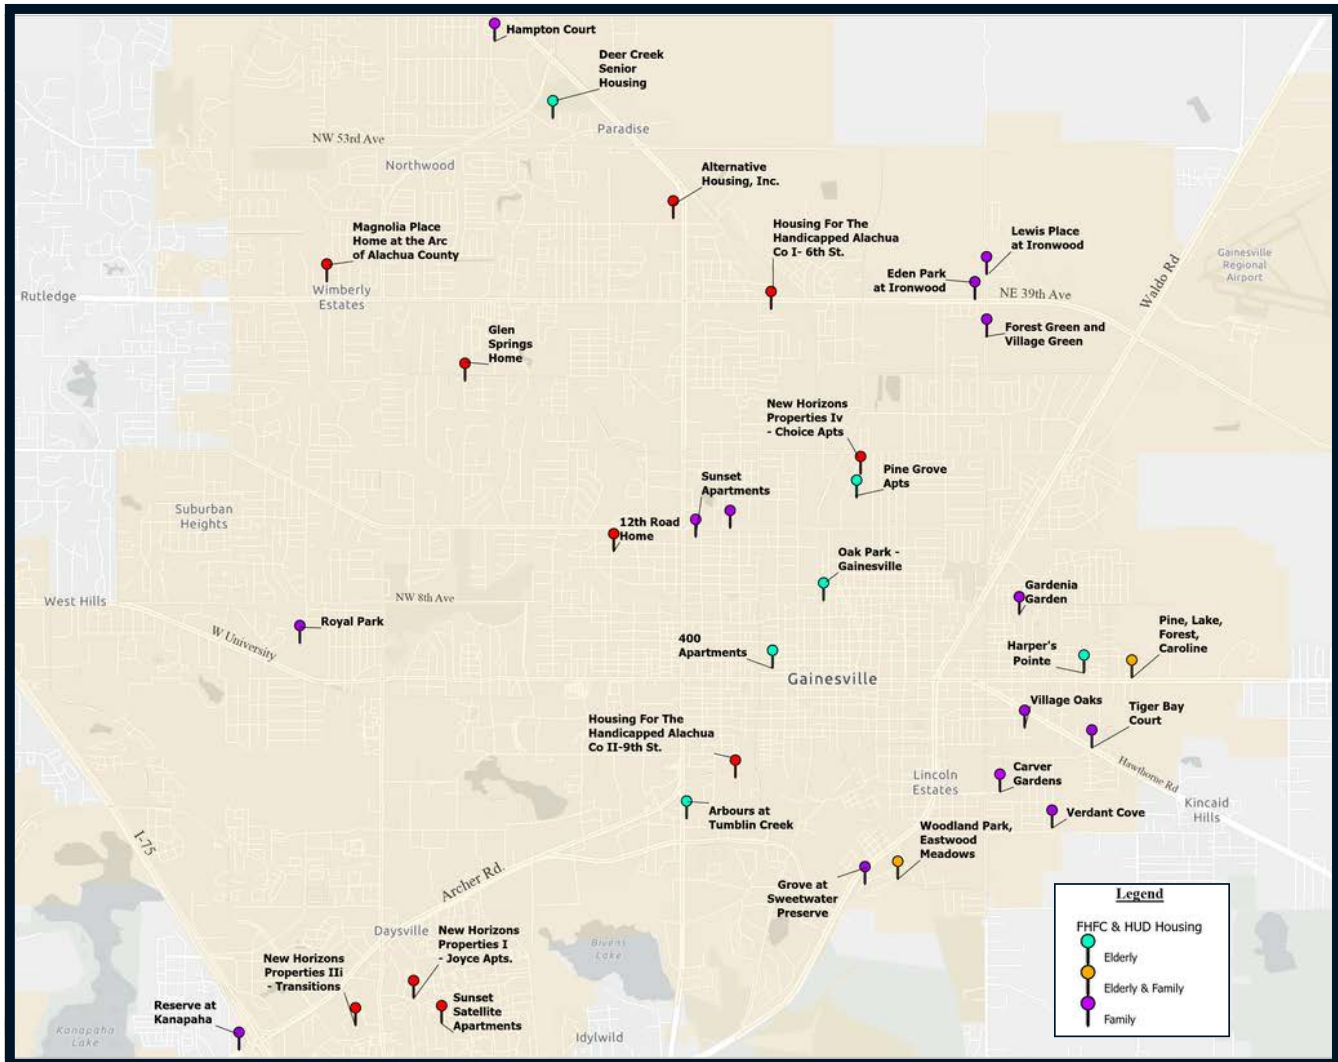 Hampton Court
Deer Creek
Senior
Housing
Paradise
NW 53rd Ave
Northwood
Alternative
Housing, Inc.
Magnolia Place
Home at the Arc
of Alachua County
Housing For The
Handicapped Alachua
Co I- 6th St.
Lewis Place
at Ironwood
Eden Park
at Ironwood
Waldo Rd
Gainesville
Regional
Airport
Rutledge
Wimberly
Estates
NE 39th Ave
Forest Green and
Village Green
Glen
Springs
Home
New Horizons
Properties Iv
- Choice Apts
Sunset
Apartments
Pine Grove
Apts
Suburban
Heights
12th Road
Home
Oak Park -
Gainesville
Gardenia
Garden
West Hills
NW 8th Ave
Royal Park
W University
400
Apartments
Harper's
Pointe
Pine, Lake,
Forest,
Caroline
Gainesville
Village Oaks
Tiger Bay
Court
Housing For The
Handicapped Alachua
Co II-9th St.
Hawthorne Rd
Lincoln
Estates
Carver
Gardens
Kincaid
Hills
Verdant Cove
Arbours at
Tumblin Creek
I-75
Woodland Park,
Eastwood
Meadows
Archer Rd.
Grove at
Sweetwater
Preserve
Daysville
New Horizons
Properties I
- Joyce Apts.
Bivens
Lake
New Horizons
Properties IIi
- Transitions
Sunset
Satellite
Apartments
Reserve at
Kanapaha
Kanapaha
Lake
Idylwild
Legend
FHFC & HUD Housing
Elderly
Elderly & Family
Family